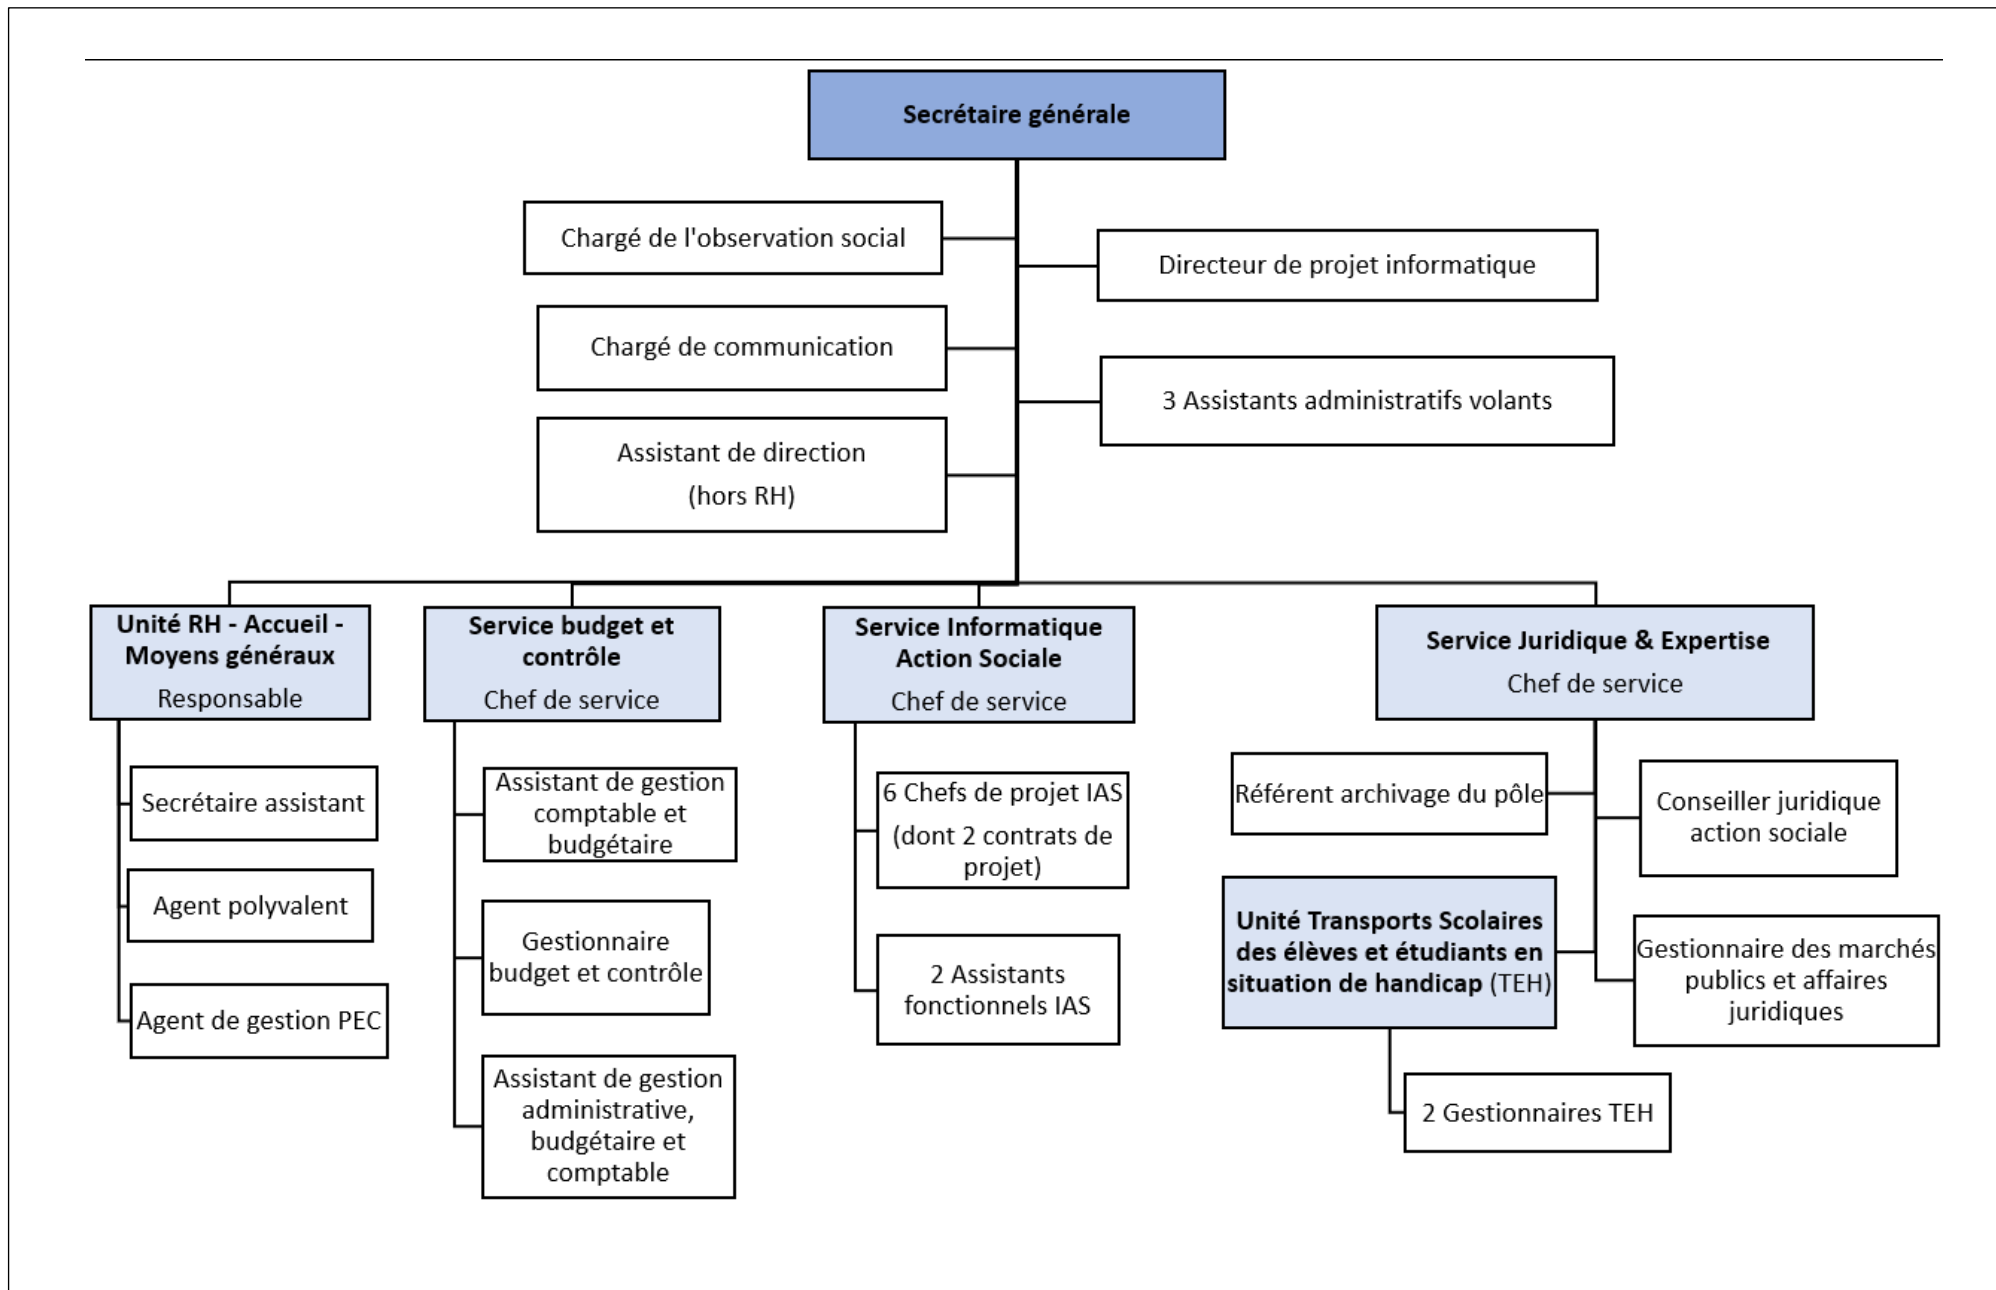 Secrétaire générale
Chargé de l'observation social
Directeur de projet informatique
Chargé de communication
3 Assistants administratifs volants
Assistant de direction
(hors RH)
Unité RH - Accueil -
Moyens généraux
Responsable
Secrétaire assistant
Agent polyvalent
Agent de gestion PEC
Service budget et
contrôle
Chef de service
Assistant de gestion
comptable et
budgétaire
Gestionnaire
budget et contrôle
Assistant de gestion
administrative,
budgétaire et
comptable
Service Informatique
Action Sociale
Chef de service
6 Chefs de projet IAS
(dont 2 contrats de
projet)
2 Assistants
fonctionnels IAS
Service Juridique & Expertise
Chef de service
Référent archivage du pôle
Conseiller juridique
action sociale
Unité Transports Scolaires
des élèves et étudiants en
situation de handicap (TEH)
Gestionnaire des marchés
publics et affaires
juridiques
2 Gestionnaires TEH